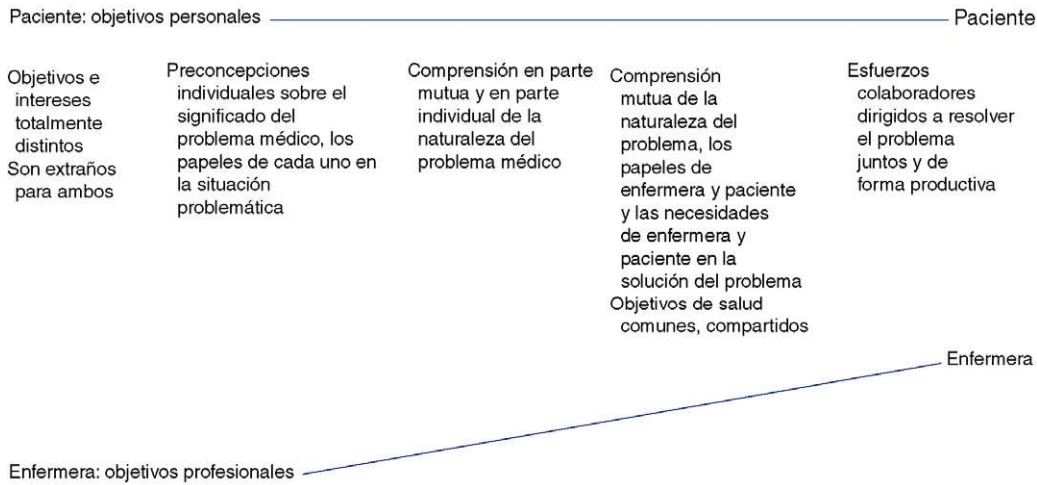 Paciente: objetivos personales
Paciente
Objetivos e
intereses
totalmente
distintos
Son extraños
para ambos
Preconcepciones
individuales sobre el
significado del
problema médico, los
papeles de cada uno en
la situación
problemática
Comprensión en parte
mutua y en parte
individual de la
naturaleza del
problema médico
Comprensión
mutua de la
naturaleza del
problema, los
papeles de
enfermera y paciente
y las necesidades
de enfermera y
paciente en la
solución del problema
Objetivos de salud
comunes, compartidos
Esfuerzos
colaboradores
dirigidos a resolver
el problema
juntos y de
forma productiva
Enfermera
Enfermera: objetivos profesionales